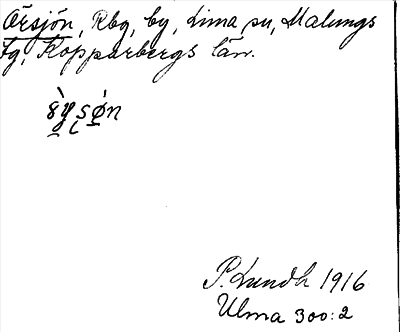 Örsjön, Rbg, by, Lima sn, Malungs
tg, Kopparbergs län.
P. Lundh 1916
Ulma 300:2